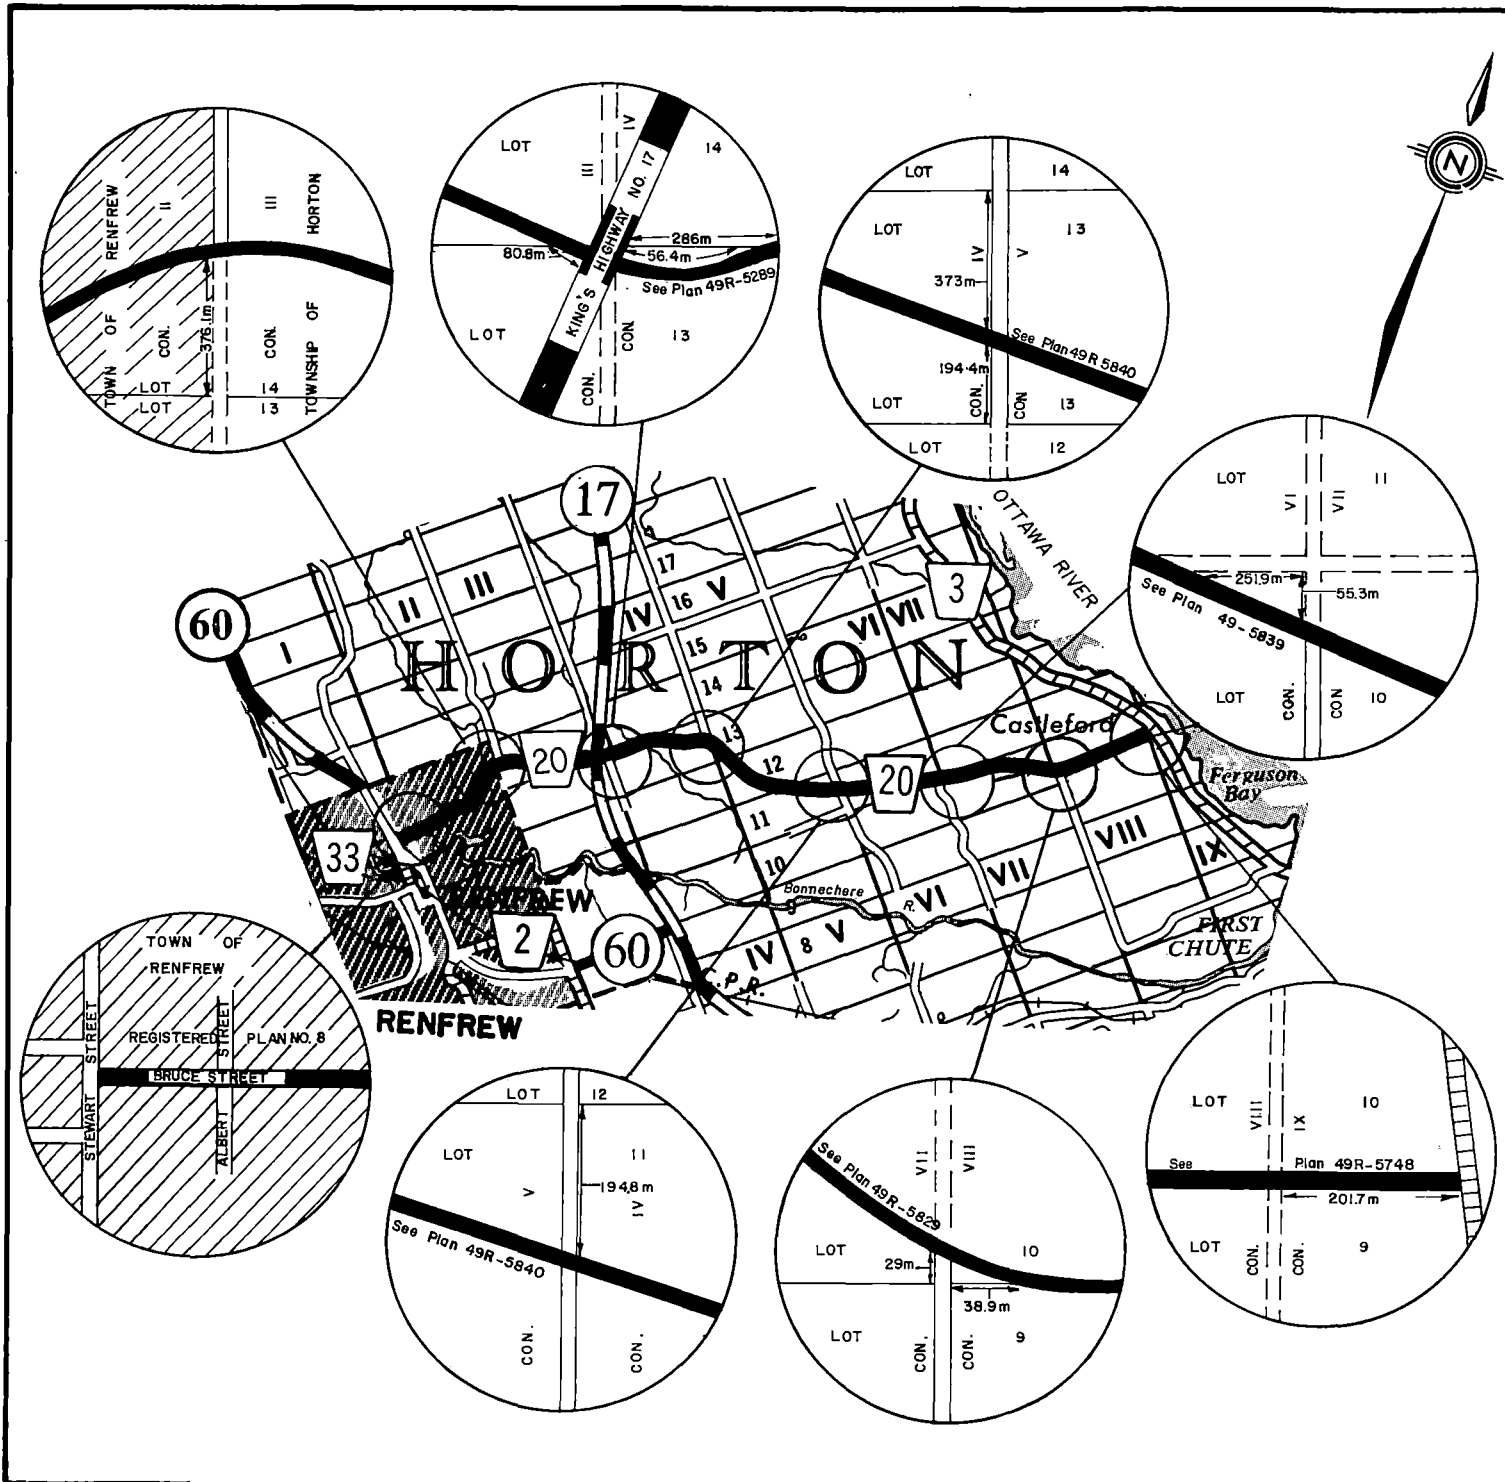 TOWN OF RENFREW
CON. II
CON. III
TOWNSHIP OF HORTON
376.1m
LOT 14
LOT 13
LOT
III
IV
14
KING'S HIGHWAY NO. 17
80.8m
286m
56.4m
See Plan 49R-5289
LOT
CON.
CON
13
LOT 14
LOT
IV
V
13
373m
See Plan 49R 5840
194.4m
LOT
CON.
CON
13
LOT 12
N
LOT
VI
VII
11
251.9m
55.3m
See Plan 49-5839
LOT
CON.
CON
10
17
60
I
II
III
IV
V
VI
VII
17
16
15
14
13
12
11
10
HORTON
3
OTTAWA RIVER
Castleford
Ferguson
Bay
20
20
33
RENFREW
2
60
Bonnechere
R.
IV
8
V
VI
VII
VIII
IX
FIRST
CHUTE
C.P.R.
RENFREW
TOWN OF
RENFREW
STEWART STREET
REGISTERED PLAN NO. 8
ALBERT STREET
BRUCE STREET
LOT 12
LOT
V
IV
11
194.8m
See Plan 49R-5840
CON.
CON.
See Plan 49R-5829
VII
VIII
LOT
10
29m
38.9m
LOT
CON.
CON.
9
LOT
VIII
IX
10
See Plan 49R-5748
201.7m
LOT
CON.
CON.
9